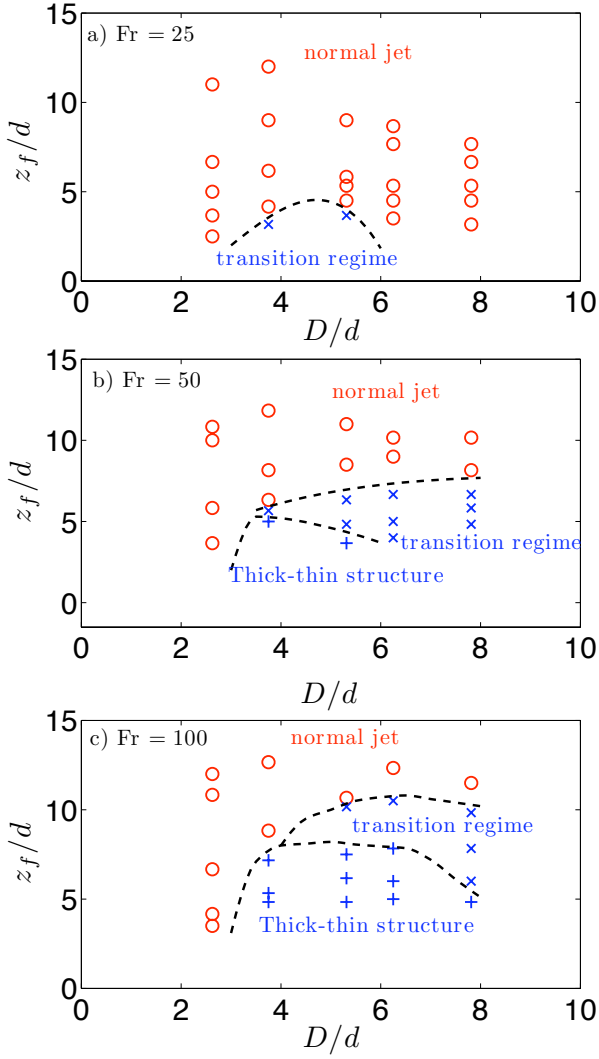 15
a) Fr = 25
normal jet
10
z_f/d
5
transition regime
0
0 2 4 6 8 10
D/d
15
b) Fr = 50
normal jet
10
z_f/d
5
transition regime
Thick-thin structure
0
0 2 4 6 8 10
D/d
15
c) Fr = 100
normal jet
10
transition regime
z_f/d
5
Thick-thin structure
0
0 2 4 6 8 10
D/d